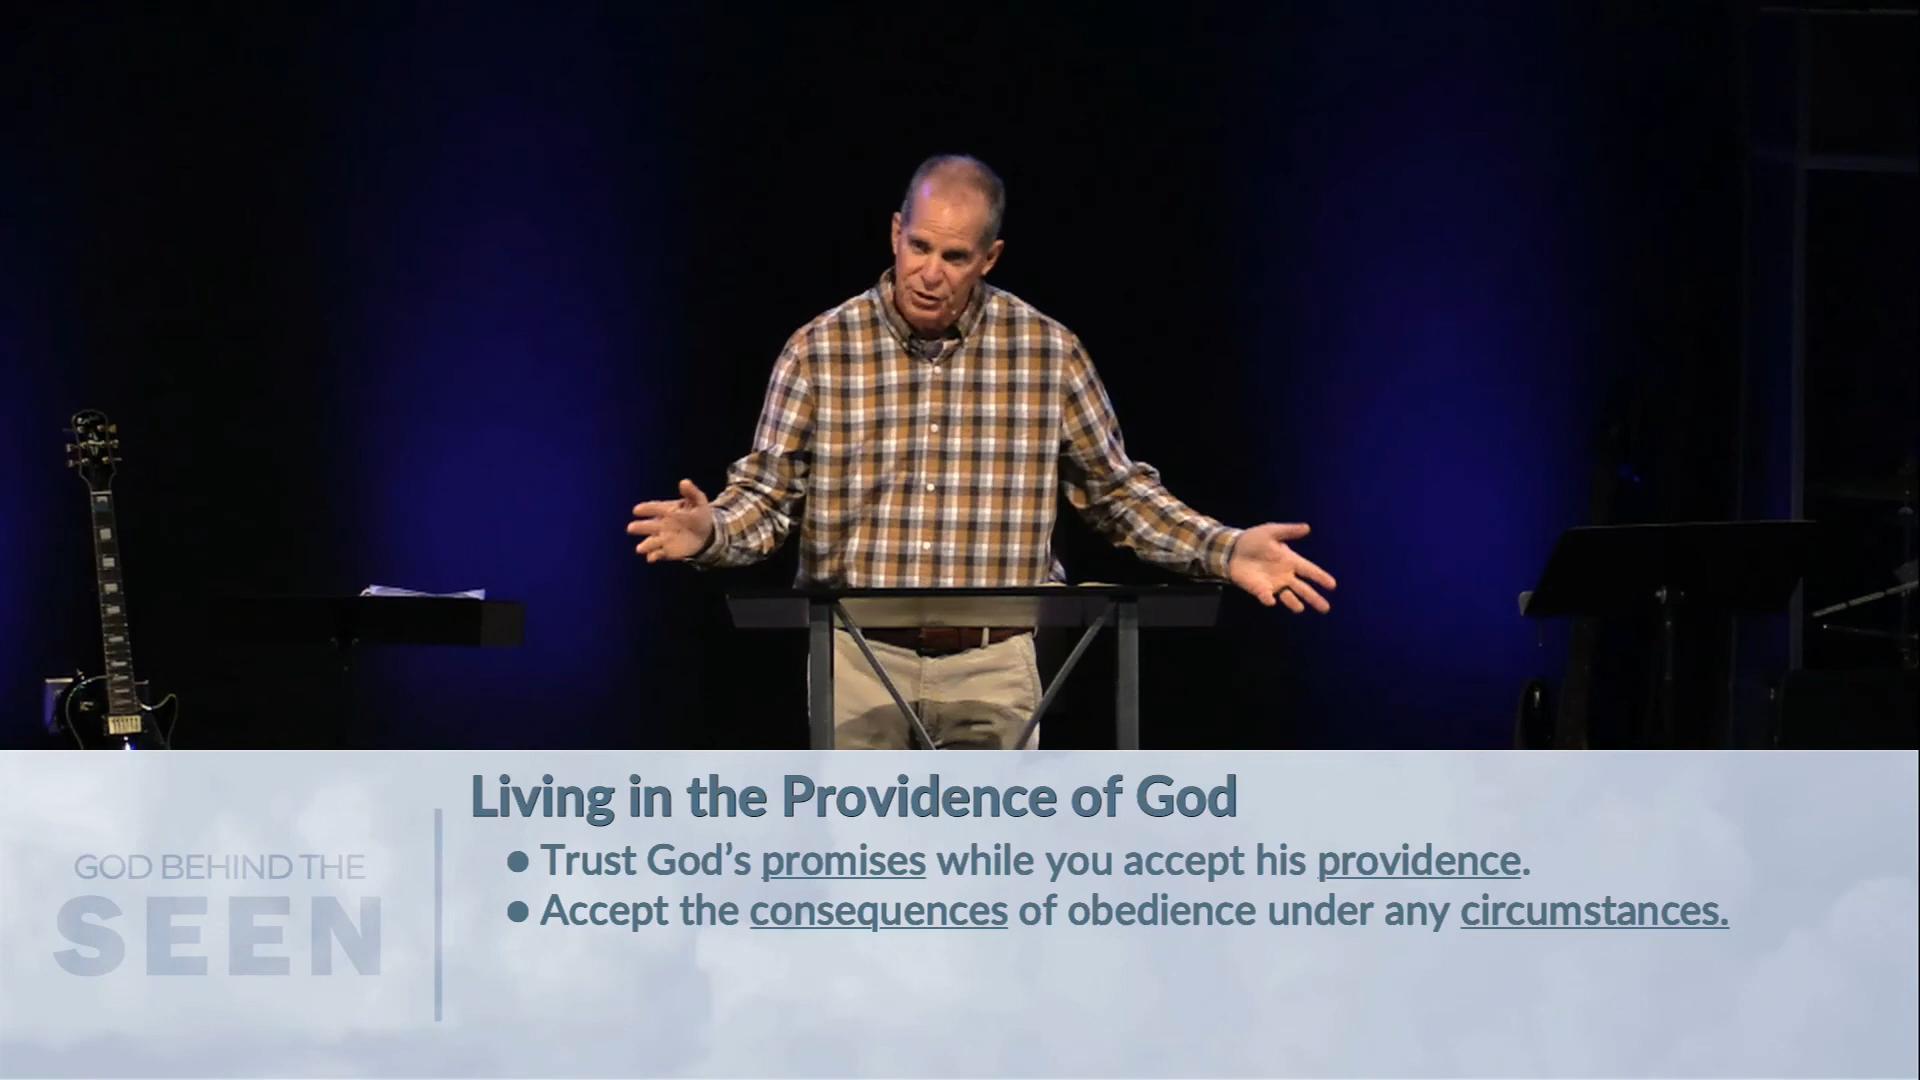 Living in the Providence of God
● Trust God’s promises while you accept his providence.
● Accept the consequences of obedience under any circumstances.
GOD BEHIND THE
SEEN